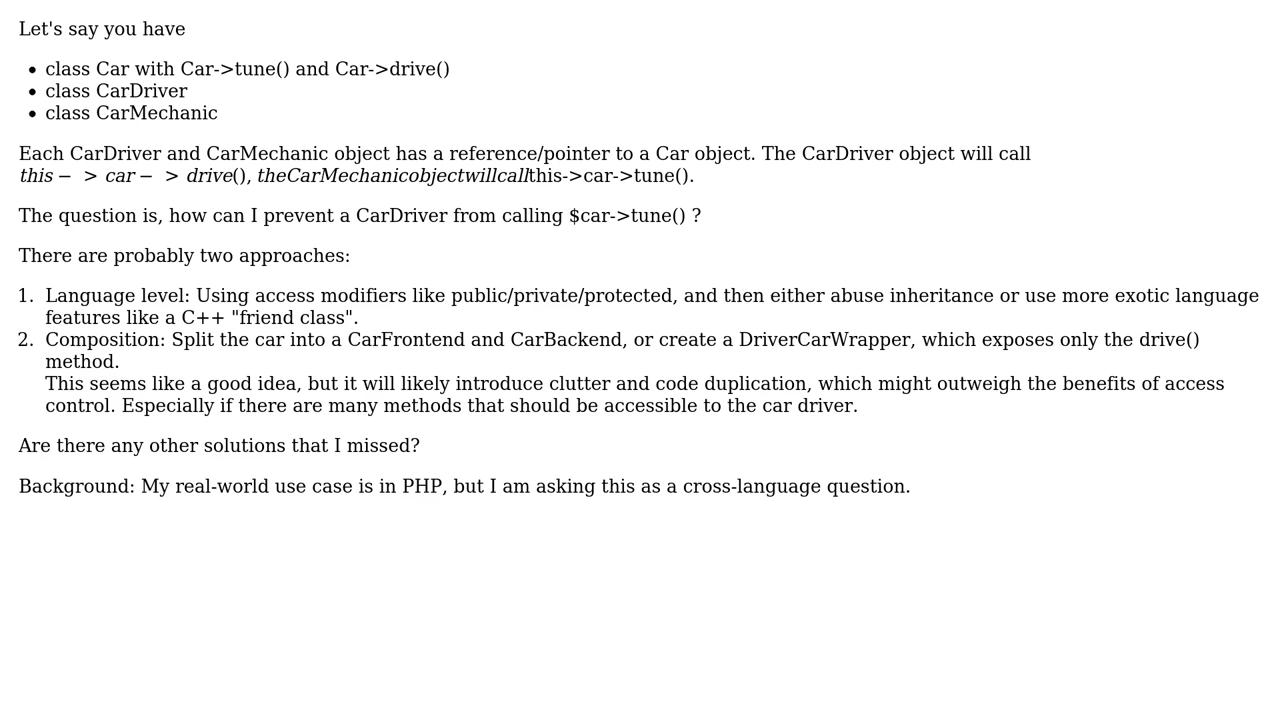 Let's say you have
• class Car with Car->tune() and Car->drive()
• class CarDriver
• class CarMechanic
Each CarDriver and CarMechanic object has a reference/pointer to a Car object. The CarDriver object will call
this− > car− > drive(), theCarMechanicobjectwillcallthis->car->tune().
The question is, how can I prevent a CarDriver from calling $car->tune() ?
There are probably two approaches:
1. Language level: Using access modifiers like public/private/protected, and then either abuse inheritance or use more exotic language
features like a C++ "friend class".
2. Composition: Split the car into a CarFrontend and CarBackend, or create a DriverCarWrapper, which exposes only the drive()
method.
This seems like a good idea, but it will likely introduce clutter and code duplication, which might outweigh the benefits of access
control. Especially if there are many methods that should be accessible to the car driver.
Are there any other solutions that I missed?
Background: My real-world use case is in PHP, but I am asking this as a cross-language question.